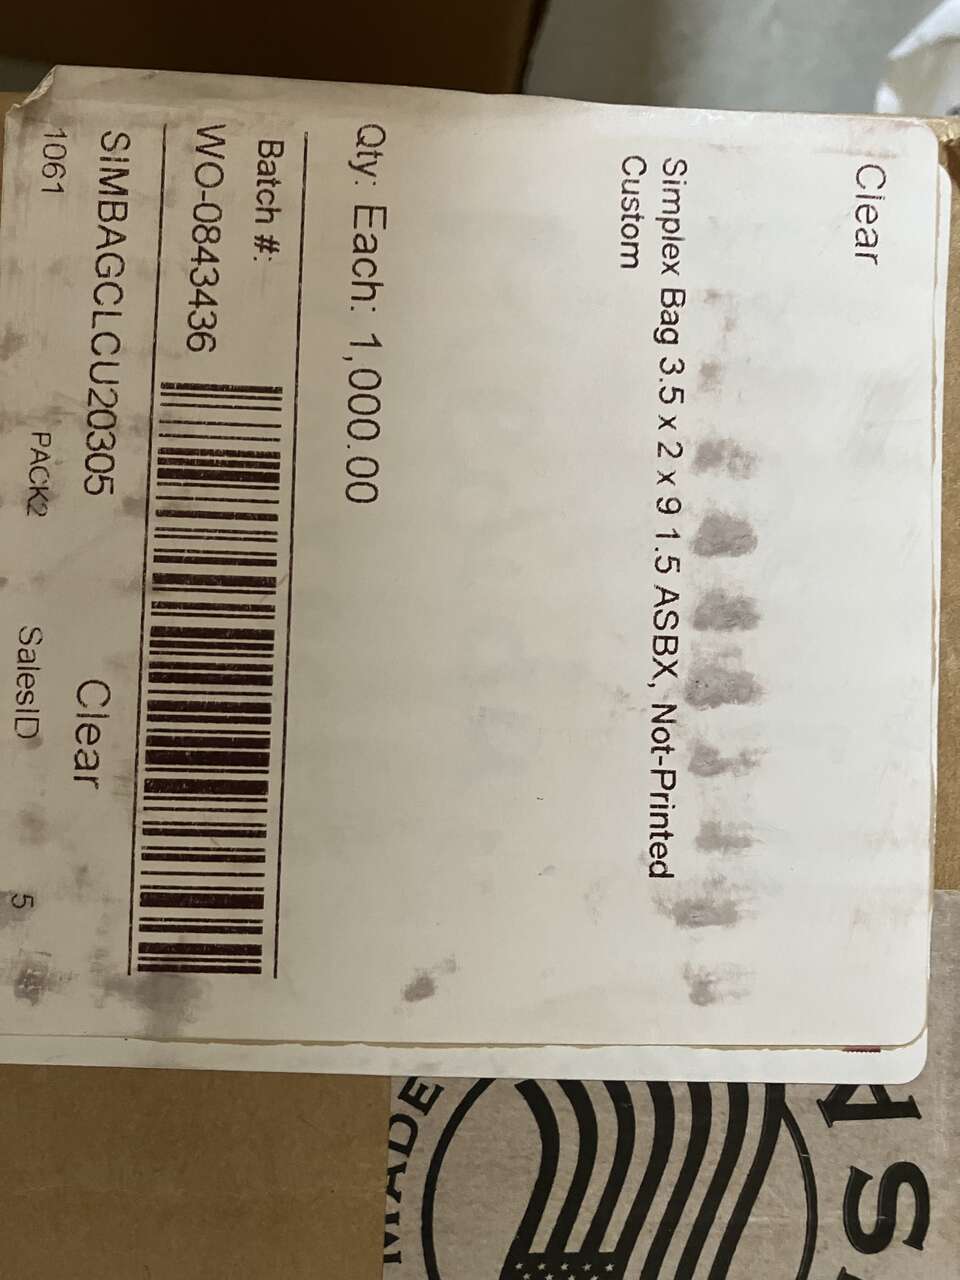 Clear
Simplex Bag 3.5 x 2 x 9 1.5 ASBX, Not-Printed
Custom
Qty: Each: 1,000.00
Batch #:
WO-0843436
SIMBAGCLCU20305 Clear
1061 PACK2 SalesID 5
MADE